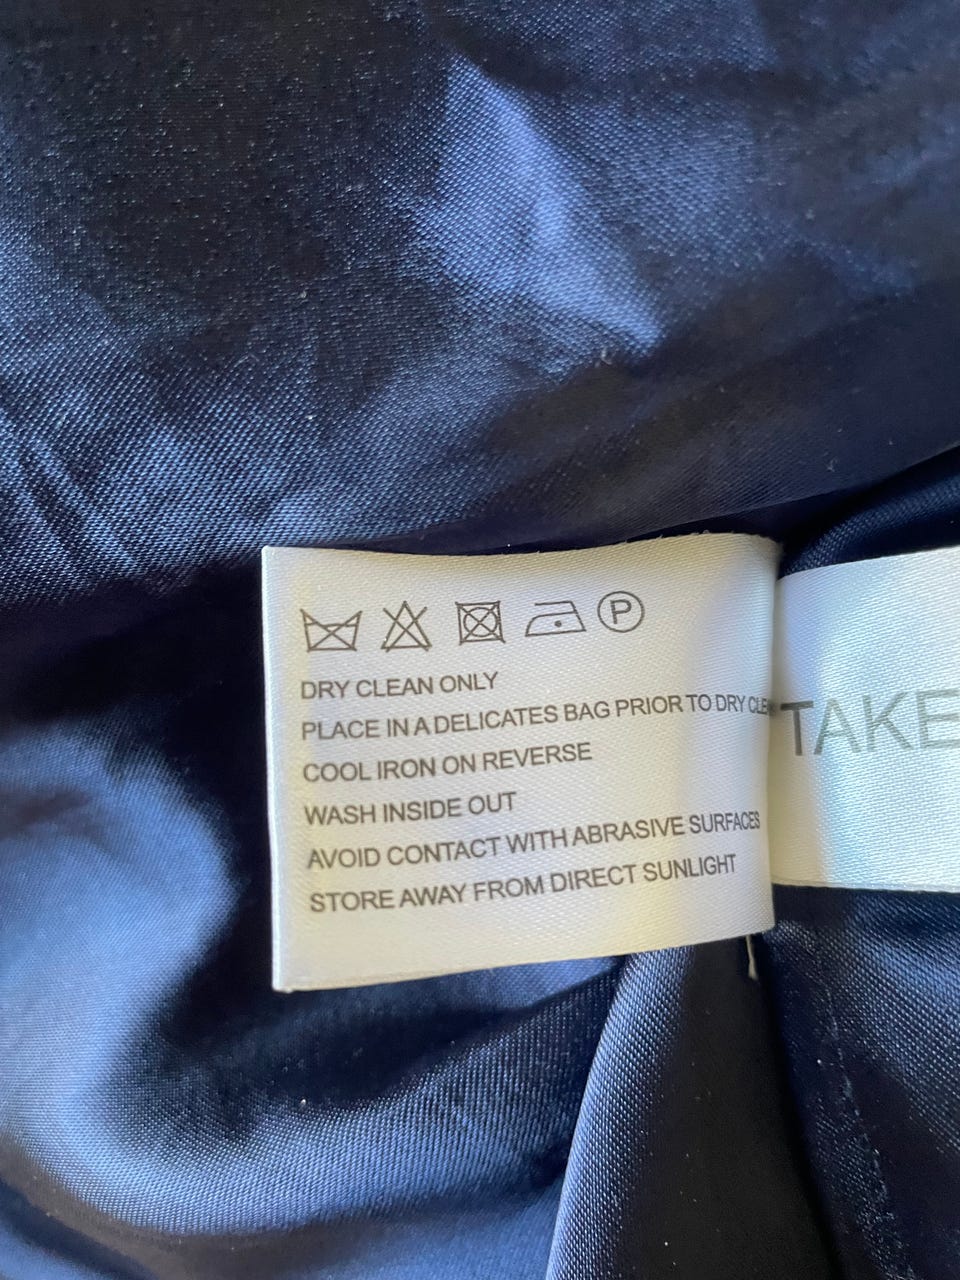 P
DRY CLEAN ONLY
PLACE IN A DELICATES BAG PRIOR TO DRY
COOL IRON ON REVERSE
WASH INSIDE OUT
AVOID CONTACT WITH ABRASIVE SURFACES
STORE AWAY FROM DIRECT SUNLIGHT
TAKE